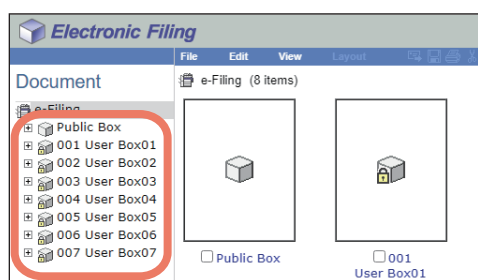 Electronic Filing
File Edit View Layout
Document
e-Filing (8 items)
e-Filing
Public Box
001 User Box01
002 User Box02
003 User Box03
004 User Box04
005 User Box05
006 User Box06
007 User Box07
Public Box
001
User Box01